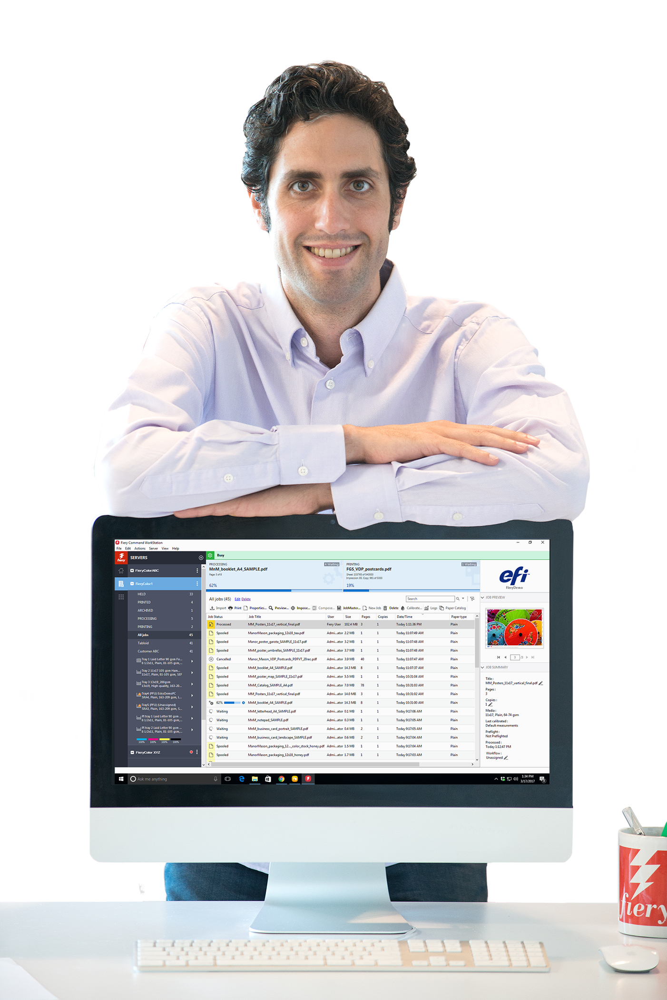 Fiery Command WorkStation
File Edit Actions Server View Help
fiery
SERVERS
FieryColorABC
FieryColor1
HELD 33
PRINTED 4
ARCHIVED 1
PROCESSING 5
PRINTING 2
All jobs 45
Tabloid 41
Customer ABC 41
Tray 1 Laid Letter 90 gsm Fo...
8 1/2x11, Plain, 81-105 gsm,...
Tray 2 11x17 105 gsm Ham...
11x17, Plain, 81-105 gsm, SEF
Tray 3 13x19_200gsm
13x19, High quality, 163-20...
Tray4 (PFU) EskoDemoPC
SRA4, Plain, 163-209 gsm, L...
Tray5 (PFU) (Unassigned)
SRA3, Plain, 163-209 gsm, S...
PI tray 1 Laid Letter 90 gsm ...
8 1/2x11, Plain, 81-105 gsm,...
PI tray 2 Laid Letter 90 gsm ...
8 1/2x11, Plain, 81-105 gsm,...
100% 100% 100% 100%
FieryColor XYZ
Busy
PROCESSING 4 Waiting
MnM_booklet_A4_SAMPLE.pdf
Page: 5 of 8
62%
PRINTING 1 Waiting
FGS_VDP_postcards.pdf
Sheet: 103765 of 540000
Impression: 85. Copy: 961 of 5000
19%
All jobs (45) Edit Delete Search
Import Print Properties... Preview... Impose... Compose... JobMaster... New Job Delete Calibrate... Logs Paper Catalog
Job Status Job Title User Size Pages Copies Date/Time Paper type
Processed MM_Posters_11x17_vertical_final.pdf Fiery User 102.4 MB 3 1 Today 1:11:36 PM Plain
Spooled ManorMason_packaging_12x18_tea.pdf Admi...ator 2.2 MB 1 1 Today 11:07:49 AM Plain
Spooled Manor_poster_garota_SAMPLE_11x17.pdf Admi...ator 3.2 MB 1 1 Today 11:07:48 AM Plain
Spooled MnM_poster_umbrellas_SAMPLE_11x17.pdf Admi...ator 3.7 MB 1 1 Today 11:07:48 AM Plain
Cancelled Manor_Mason_VDP_Postcards_PDFVT_20rec.pdf Admi...ator 3.9 MB 40 1 Today 11:07:47 AM Plain
Spooled MnM_booklet_A4_SAMPLE.pdf Admi...ator 14.3 MB 8 1 Today 11:07:37 AM Plain
Spooled MnM_poster_map_SAMPLE_11x17.pdf Admi...ator 5.5 MB 1 1 Today 10:31:04 AM Plain
Spooled MnM_Catalog_SAMPLE_A4.pdf Admi...ator 7.0 MB 78 1 Today 10:31:03 AM Plain
Spooled MM_Posters_11x17_vertical_final.pdf Admi...ator 14.0 MB 3 1 Today 10:31:02 AM Plain
62% MnM_booklet_A4_SAMPLE.pdf Admi...ator 14.3 MB 8 1 Today 10:31:00 AM Plain
Waiting MnM_letterhead_A4_SAMPLE.pdf Admi...ator 0.1 MB 1 1 Today 9:17:06 AM Plain
Waiting MnM_notepad_SAMPLE.pdf Admi...ator 0.3 MB 1 1 Today 9:17:05 AM Plain
Waiting MnM_business_card_portrait_SAMPLE.pdf Admi...ator 0.4 MB 2 1 Today 9:17:05 AM Plain
Waiting MnM_business_card_landscape_SAMPLE.pdf Admi...ator 0.6 MB 2 1 Today 9:17:04 AM Plain
Spooled ManorMason_packaging_12..._color_stock_honey.pdf Admi...ator 1.5 MB 1 1 Today 9:17:04 AM Plain
Spooled ManorMason_packaging_12x18_honey.pdf Admi...ator 1.7 MB 1 1 Today 9:17:03 AM Plain
efi
FieryDemo
JOB PREVIEW
3 /3
JOB SUMMARY
Title :
MM_Posters_11x17_vertical_final.pdf
Pages :
3
Copies :
1
Media :
11x17, Plain, 64-74 gsm
Last calibrated :
Default measurements
Preflight :
Not Preflighted
Processed :
Today 1:12:47 PM
Workflow :
Unassigned
Ask me anything
1:34 PM
3/17/2017
3
fiery